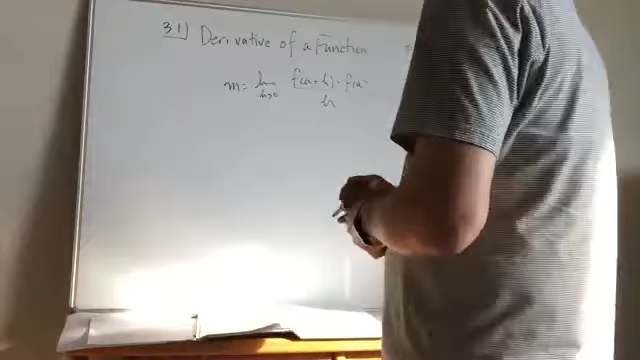 3.1) Derivative of a Function
m = lim f(a+h) - f(a
h→0 h